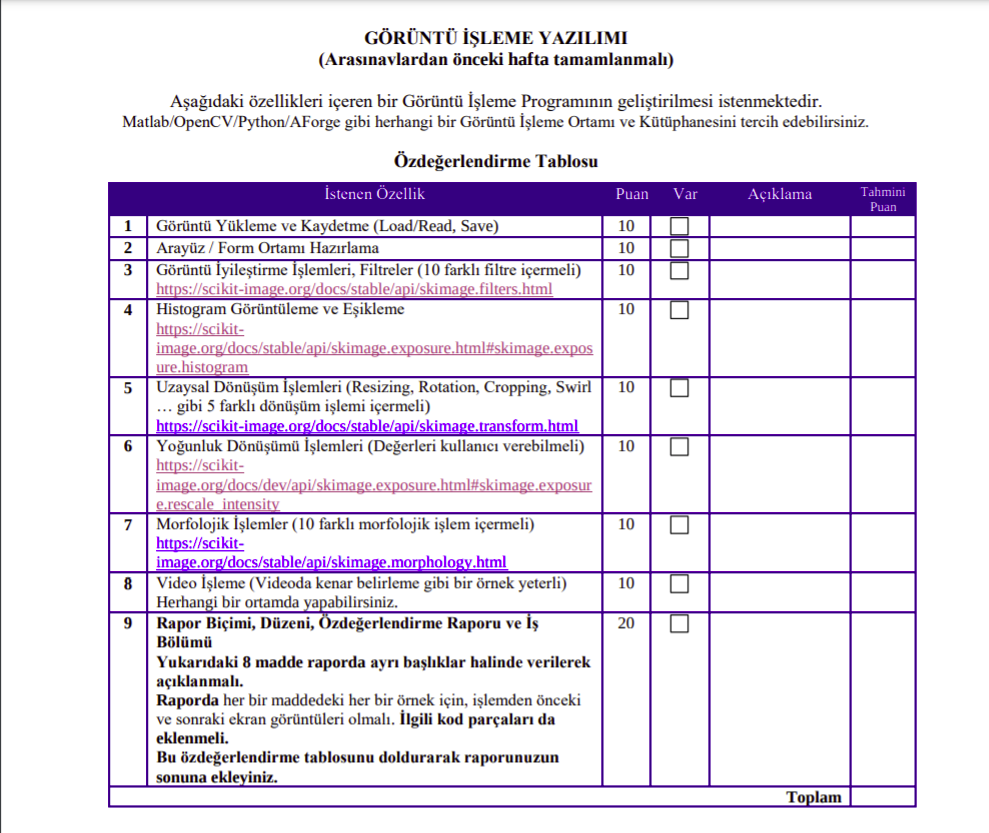 GÖRÜNTÜ İŞLEME YAZILIMI
(Arasınavlardan önceki hafta tamamlanmalı)
Aşağıdaki özellikleri içeren bir Görüntü İşleme Programının geliştirilmesi istenmektedir.
Matlab/OpenCV/Python/AForge gibi herhangi bir Görüntü İşleme Ortamı ve Kütüphanesini tercih edebilirsiniz.
Özdeğerlendirme Tablosu
İstenen Özellik Puan Var Açıklama Tahmini
Puan
1 Görüntü Yükleme ve Kaydetme (Load/Read, Save) 10
2 Arayüz / Form Ortamı Hazırlama 10
3 Görüntü İyileştirme İşlemleri, Filtreler (10 farklı filtre içermeli) 10
https://scikit-image.org/docs/stable/api/skimage.filters.html
4 Histogram Görüntüleme ve Eşikleme 10
https://scikit-
image.org/docs/stable/api/skimage.exposure.html#skimage.expos
ure.histogram
5 Uzaysal Dönüşüm İşlemleri (Resizing, Rotation, Cropping, Swirl 10
… gibi 5 farklı dönüşüm işlemi içermeli)
https://scikit-image.org/docs/stable/api/skimage.transform.html
6 Yoğunluk Dönüşümü İşlemleri (Değerleri kullanıcı verebilmeli) 10
https://scikit-
image.org/docs/dev/api/skimage.exposure.html#skimage.exposur
e.rescale_intensity
7 Morfolojik İşlemler (10 farklı morfolojik işlem içermeli) 10
https://scikit-
image.org/docs/stable/api/skimage.morphology.html
8 Video İşleme (Videoda kenar belirleme gibi bir örnek yeterli) 10
Herhangi bir ortamda yapabilirsiniz.
9 Rapor Biçimi, Düzeni, Özdeğerlendirme Raporu ve İş 20
Bölümü
Yukarıdaki 8 madde raporda ayrı başlıklar halinde verilerek
açıklanmalı.
Raporda her bir maddedeki her bir örnek için, işlemden önceki
ve sonraki ekran görüntüleri olmalı. İlgili kod parçaları da
eklenmeli.
Bu özdeğerlendirme tablosunu doldurarak raporunuzun
sonuna ekleyiniz.
Toplam